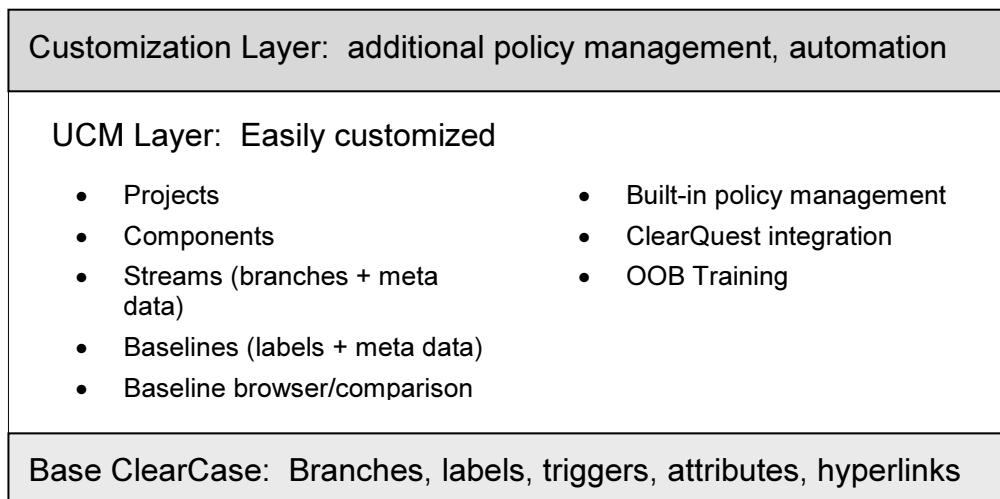 Customization Layer:  additional policy management, automation
UCM Layer:  Easily customized
• Projects
• Components
• Streams (branches + meta
data)
• Baselines (labels + meta data)
• Baseline browser/comparison
• Built-in policy management
• ClearQuest integration
• OOB Training
Base ClearCase:  Branches, labels, triggers, attributes, hyperlinks